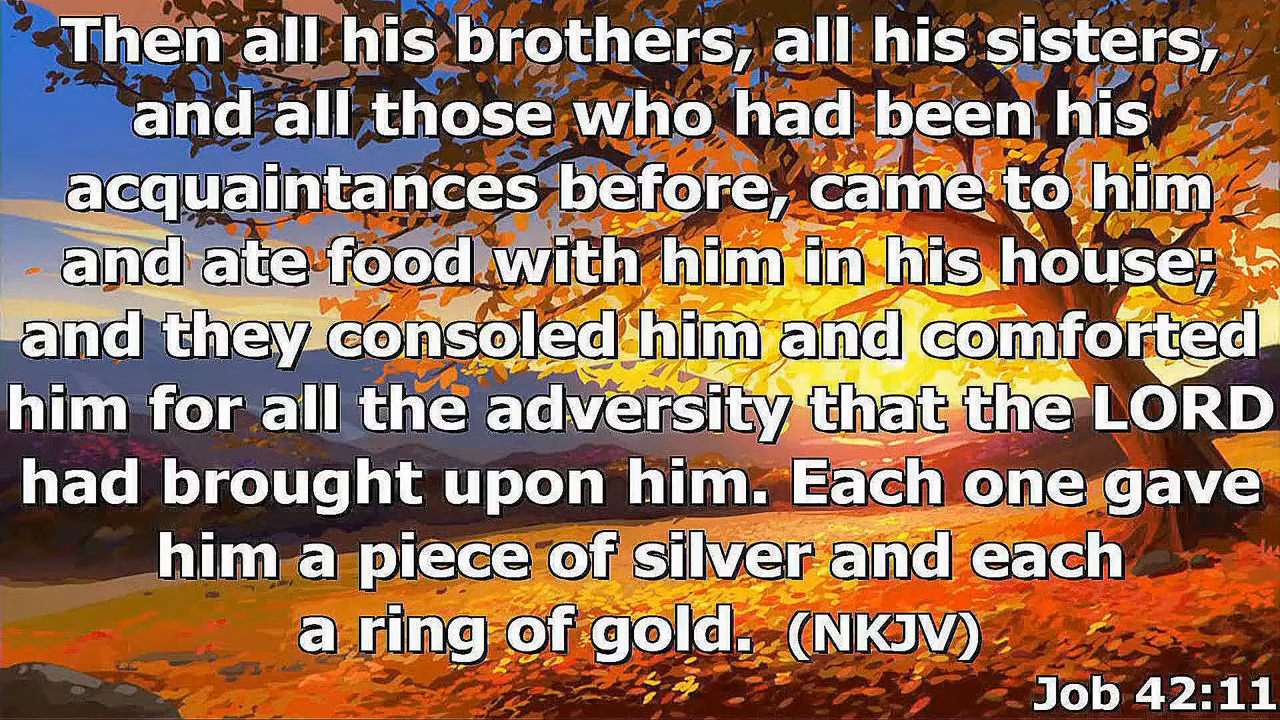 Then all his brothers, all his sisters,
and all those who had been his
acquaintances before, came to him
and ate food with him in his house;
and they consoled him and comforted
him for all the adversity that the LORD
had brought upon him. Each one gave
him a piece of silver and each
a ring of gold. (NKJV)
Job 42:11